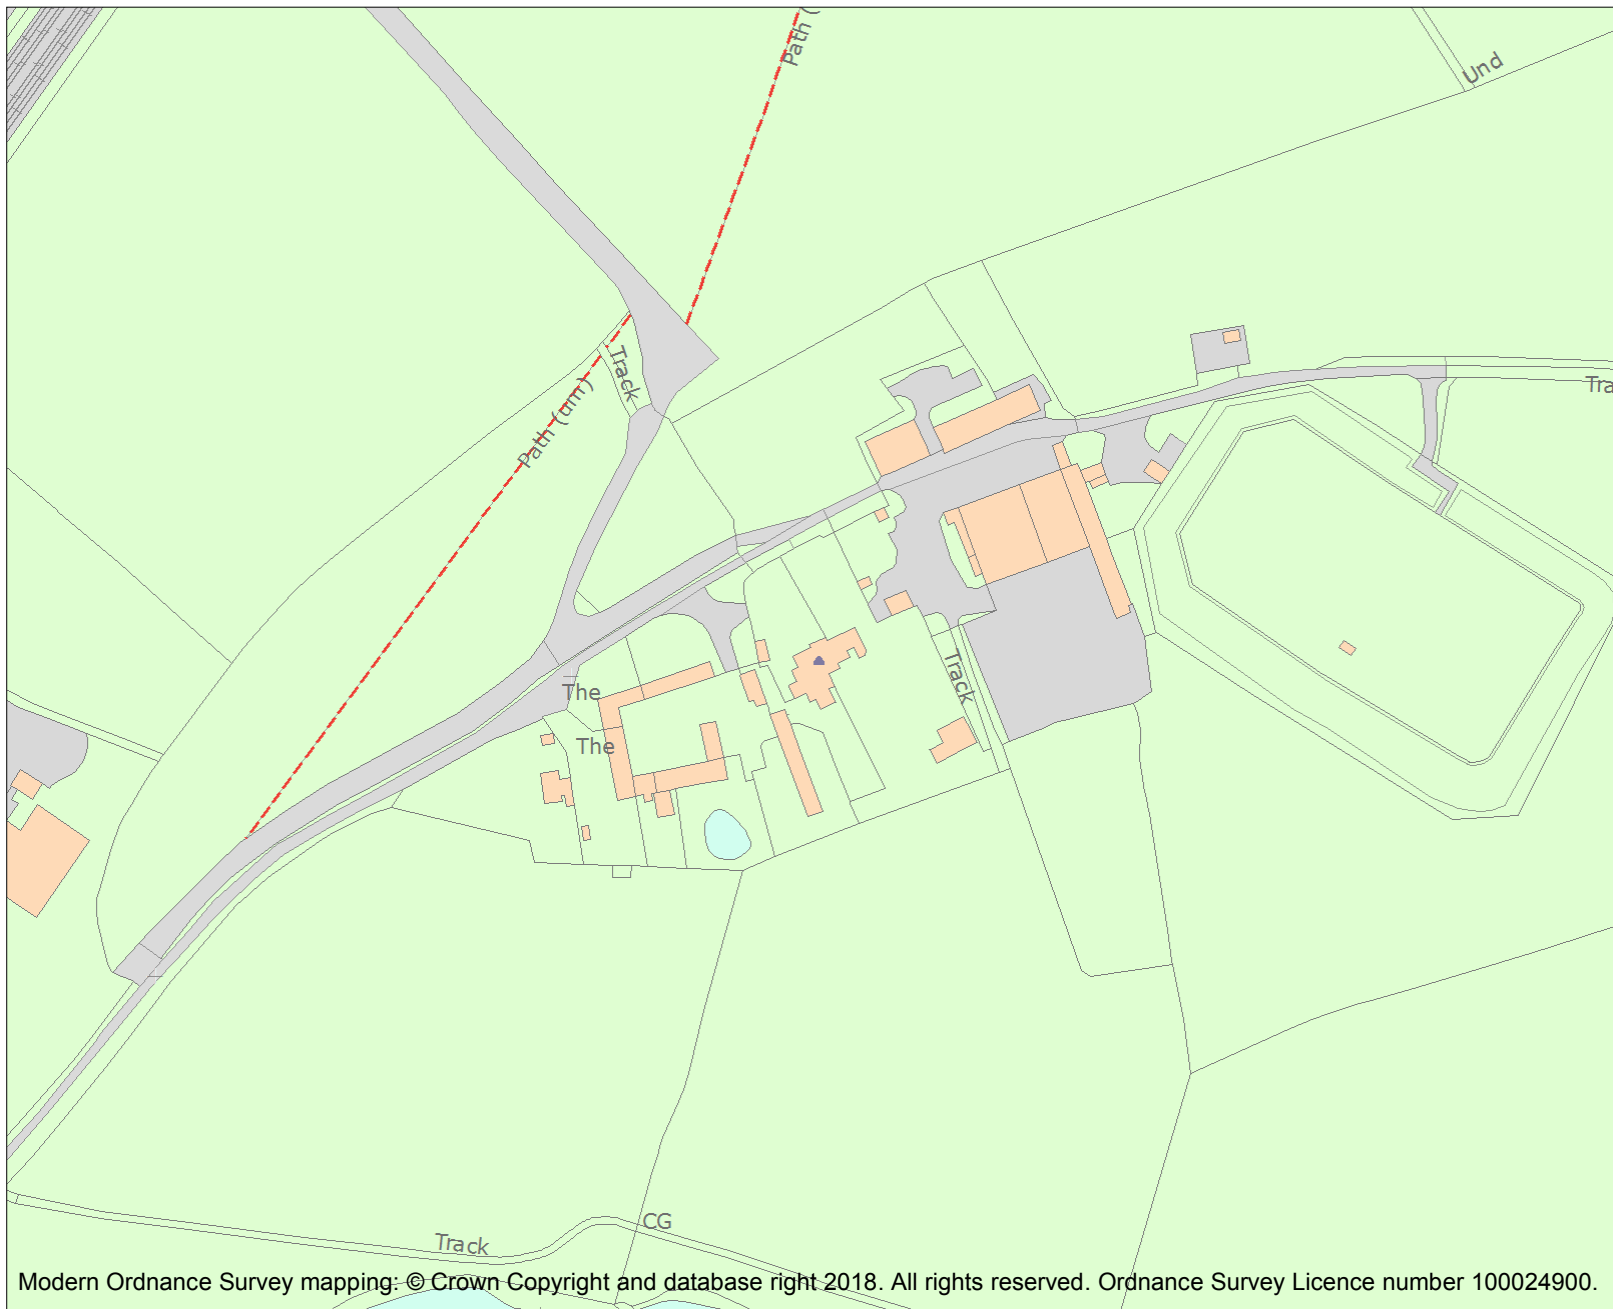 Path (
Und
Track
Tra
Path (um)
The
Track
The
CG
Track
Modern Ordnance Survey mapping: © Crown Copyright and database right 2018. All rights reserved. Ordnance Survey Licence number 100024900.